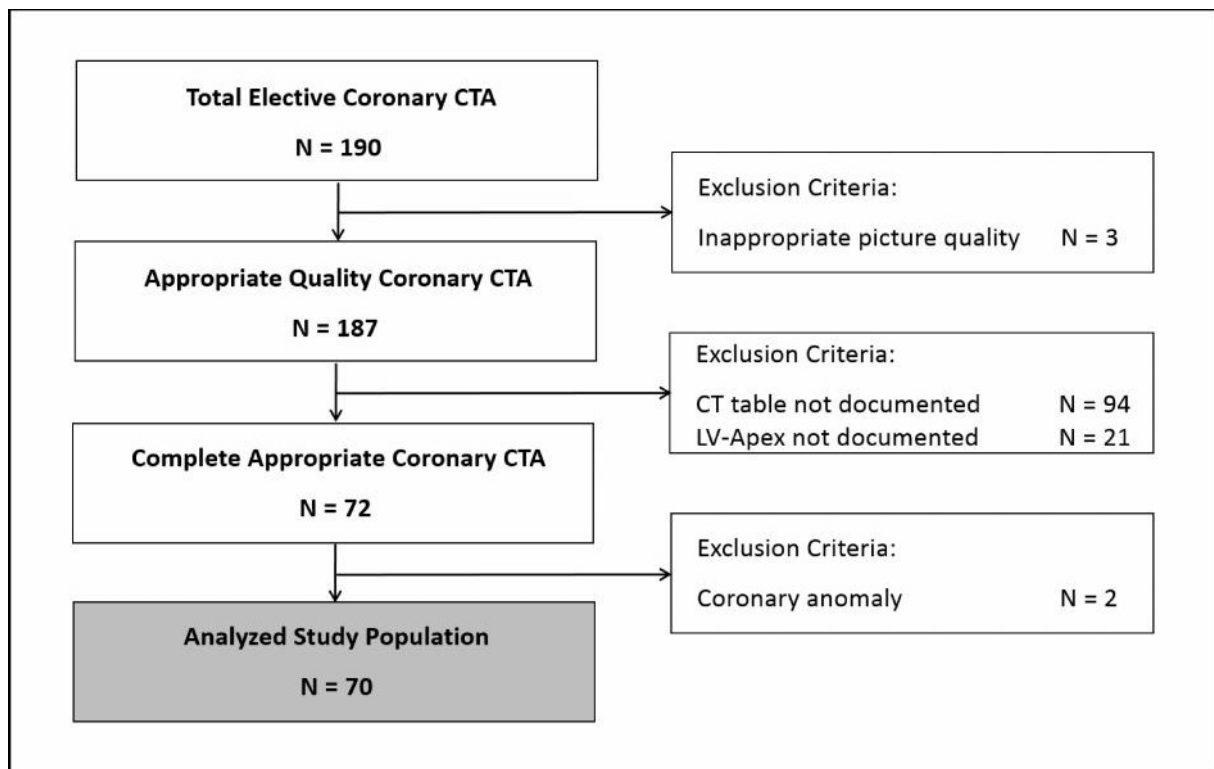 Total Elective Coronary CTA
N = 190
Exclusion Criteria:
Inappropriate picture quality N = 3
Appropriate Quality Coronary CTA
N = 187
Exclusion Criteria:
CT table not documented N = 94
LV-Apex not documented N = 21
Complete Appropriate Coronary CTA
N = 72
Exclusion Criteria:
Coronary anomaly N = 2
Analyzed Study Population
N = 70